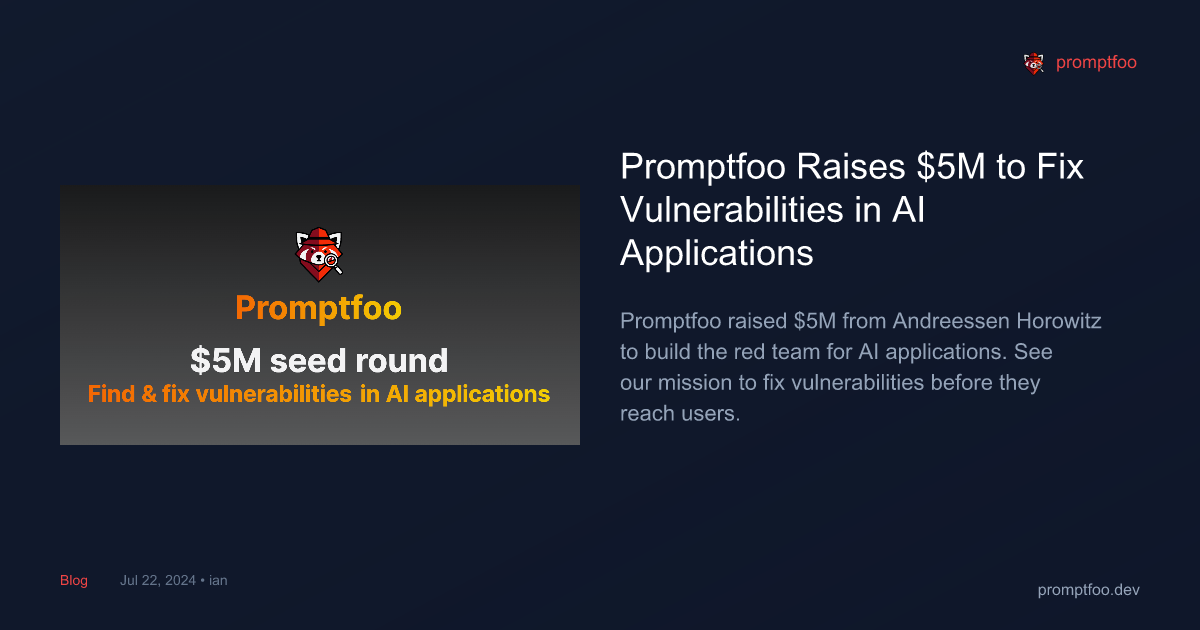 promptfoo
Promptfoo
$5M seed round
Find & fix vulnerabilities in AI applications
Promptfoo Raises $5M to Fix
Vulnerabilities in AI
Applications
Promptfoo raised $5M from Andreessen Horowitz
to build the red team for AI applications. See
our mission to fix vulnerabilities before they
reach users.
Blog
Jul 22, 2024 • ian
promptfoo.dev